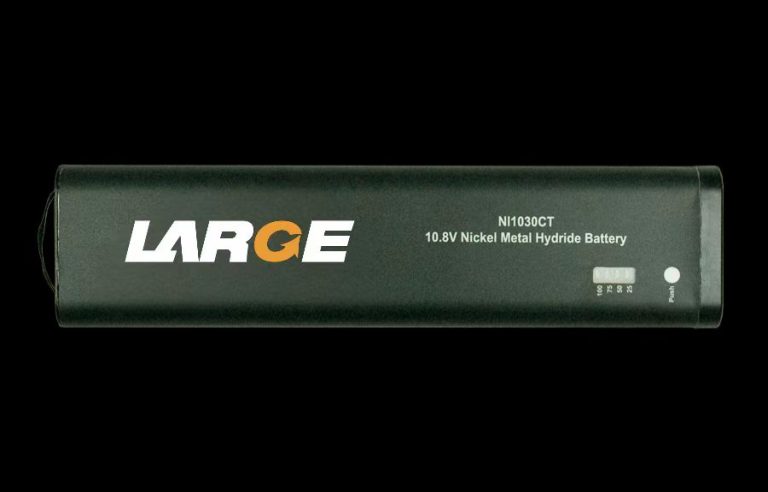 LARGE
NI1030CT
10.8V Nickel Metal Hydride Battery
100
75
50
25
Push